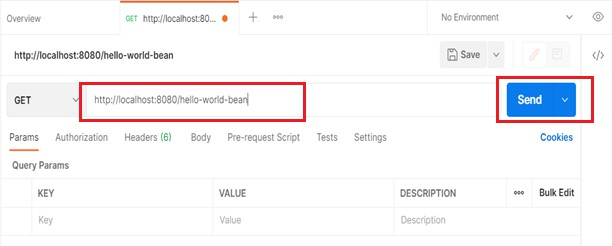 Overview
GET http://localhost:80...
No Environment
http://localhost:8080/hello-world-bean
Save
GET
http://localhost:8080/hello-world-bean
Send
Params Authorization Headers (6) Body Pre-request Script Tests Settings Cookies
Query Params
KEY VALUE DESCRIPTION Bulk Edit
Key Value Description